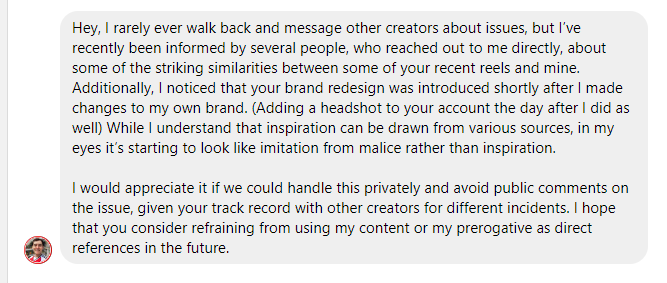 Hey, I rarely ever walk back and message other creators about issues, but I've
recently been informed by several people, who reached out to me directly, about
some of the striking similarities between some of your recent reels and mine.
Additionally, I noticed that your brand redesign was introduced shortly after I made
changes to my own brand. (Adding a headshot to your account the day after I did as
well) While I understand that inspiration can be drawn from various sources, in my
eyes it's starting to look like imitation from malice rather than inspiration.
I would appreciate it if we could handle this privately and avoid public comments on
the issue, given your track record with other creators for different incidents. I hope
that you consider refraining from using my content or my prerogative as direct
references in the future.